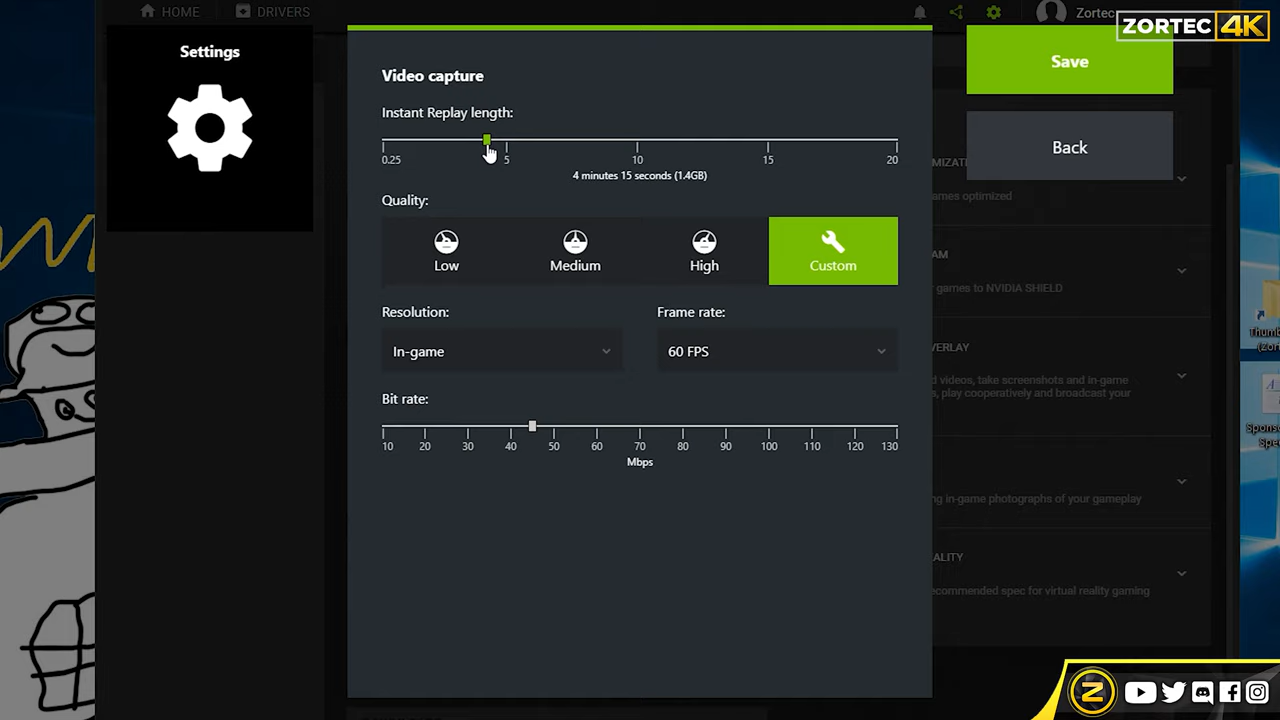 HOME
DRIVERS
Zortec
ZORTEC 4K
Settings
Video capture
Save
Instant Replay length:
0.25 5 10 15 20
4 minutes 15 seconds (1.4GB)
Back
games optimized
Quality:
Low
Medium
High
Custom
games to NVIDIA SHIELD
Resolution:
Frame rate:
In-game
60 FPS
videos, take screenshots and in-game
play cooperatively and broadcast your
Bit rate:
10 20 30 40 50 60 70 80 90 100 110 120 130
Mbps
in-game photographs of your gameplay
spec for virtual reality gaming
Z